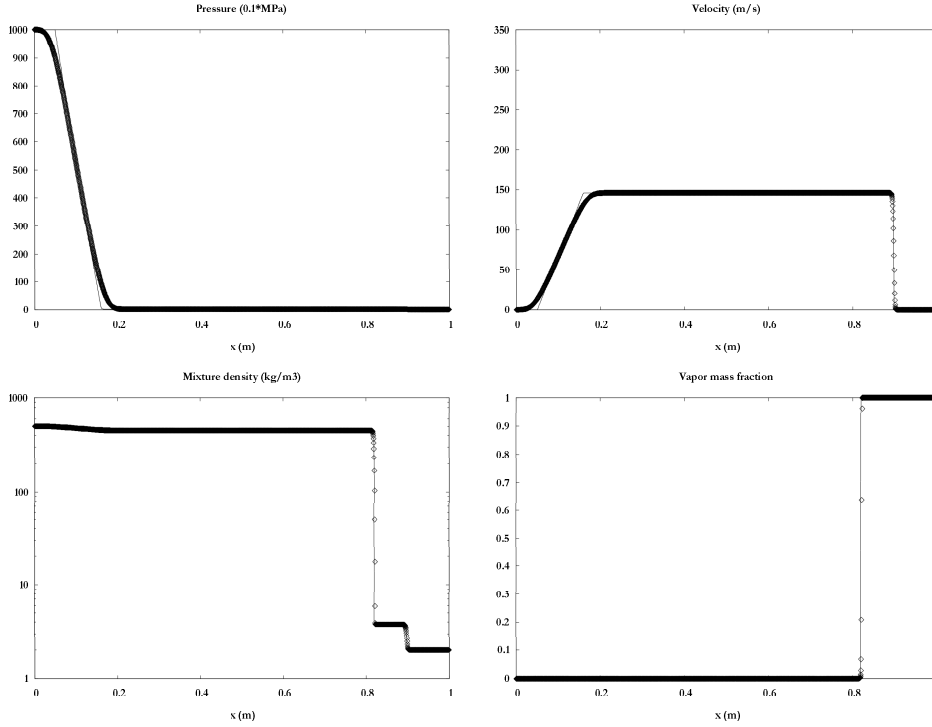 Pressure (0.1*MPa)
1000
900
800
700
600
500
400
300
200
100
0
0 0.2 0.4 0.6 0.8 1
x (m)
Velocity (m/s)
350
300
250
200
150
100
50
0
0 0.2 0.4 0.6 0.8
x (m)
Mixture density (kg/m3)
1000
100
10
1
0 0.2 0.4 0.6 0.8 1
x (m)
Vapor mass fraction
1
0.9
0.8
0.7
0.6
0.5
0.4
0.3
0.2
0.1
0
0 0.2 0.4 0.6 0.8
x (m)